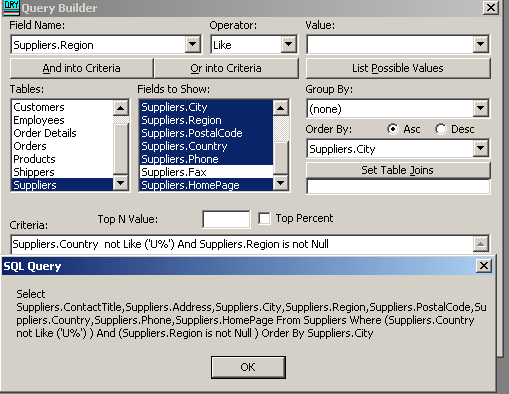 QRY Query Builder
Field Name: Operator: Value:
Suppliers.Region Like
And into Criteria Or into Criteria List Possible Values
Tables: Fields to Show: Group By:
Customers Suppliers.City (none)
Employees Suppliers.Region
Order Details Suppliers.PostalCode Order By: Asc Desc
Orders Suppliers.Country
Products Suppliers.Phone Suppliers.City
Shippers Suppliers.Fax Set Table Joins
Suppliers Suppliers.HomePage
Top N Value: Top Percent
Criteria:
Suppliers.Country not Like ('U%') And Suppliers.Region is not Null
SQL Query
Select
Suppliers.ContactTitle,Suppliers.Address,Suppliers.City,Suppliers.Region,Suppliers.PostalCode,Su
ppliers.Country,Suppliers.Phone,Suppliers.HomePage From Suppliers Where (Suppliers.Country
not Like ('U%') ) And (Suppliers.Region is not Null ) Order By Suppliers.City
OK